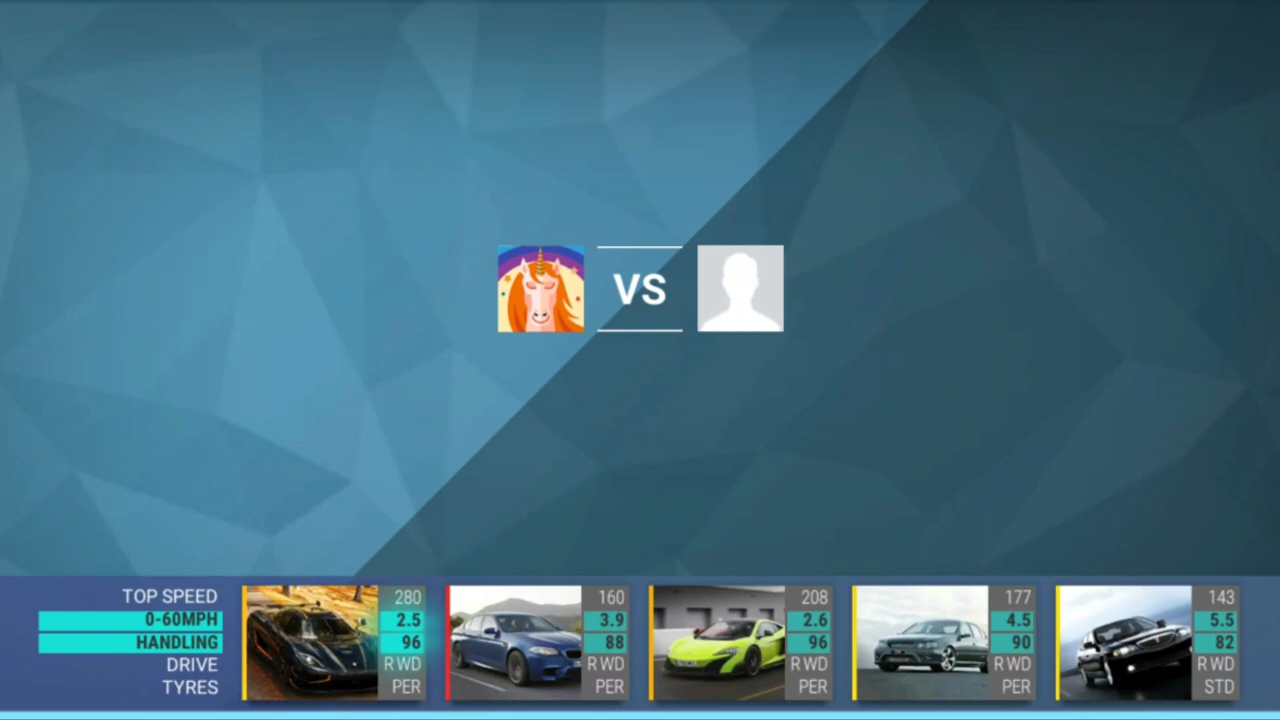 VS
TOP SPEED 280 160 208 177 143
0-60MPH 2.5 3.9 2.6 4.5 5.5
HANDLING 96 88 96 90 82
DRIVE RWD RWD RWD RWD RWD
TYRES PER PER PER PER STD